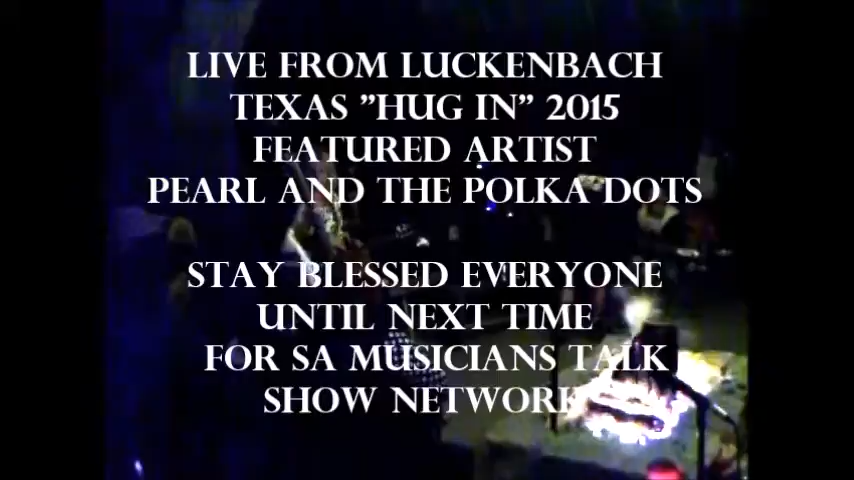 LIVE FROM LUCKENBACH
TEXAS "HUG IN" 2015
FEATURED ARTIST
PEARL AND THE POLKA DOTS
STAY BLESSED EVERYONE
UNTIL NEXT TIME
FOR SA MUSICIANS TALK
SHOW NETWORK